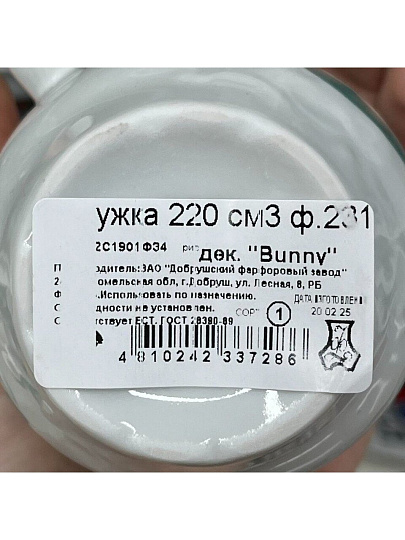 ужка 220 см3 ф.231
2С1901Ф34 дек. "Bunny"
одитель:ЗАО "Добрушский фарфоровый завод"
омельская обл, г.Добруш, ул. Лесная, 8, РБ
.Использовать по назначению.
ДАТА ИЗГОТОВЛЕНИ
дности не установлен.
СОРТ 1 20 02 25
тствует ЕСТ. ГОСТ 28390-89
4 810242 337286